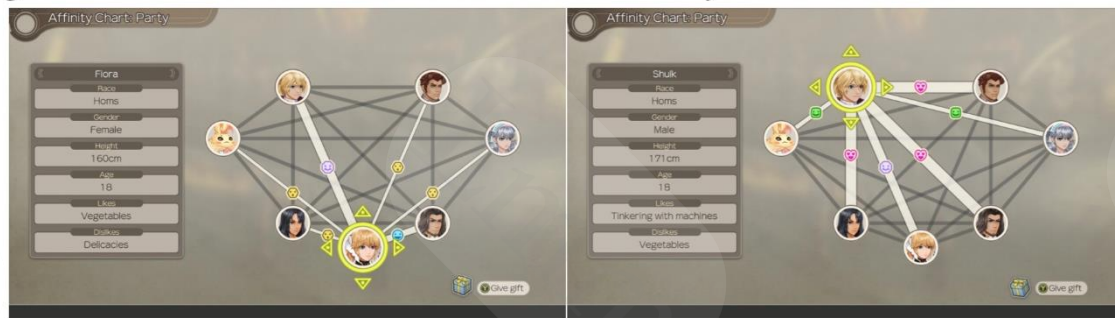 Affinity Chart: Party
Fiora
Race
Homs
Gender
Female
Height
160cm
Age
18
Likes
Vegetables
Dislikes
Delicacies
Give gift
Affinity Chart: Party
Shulk
Race
Homs
Gender
Male
Height
171cm
Age
18
Likes
Tinkering with machines
Dislikes
Vegetables
Give gift